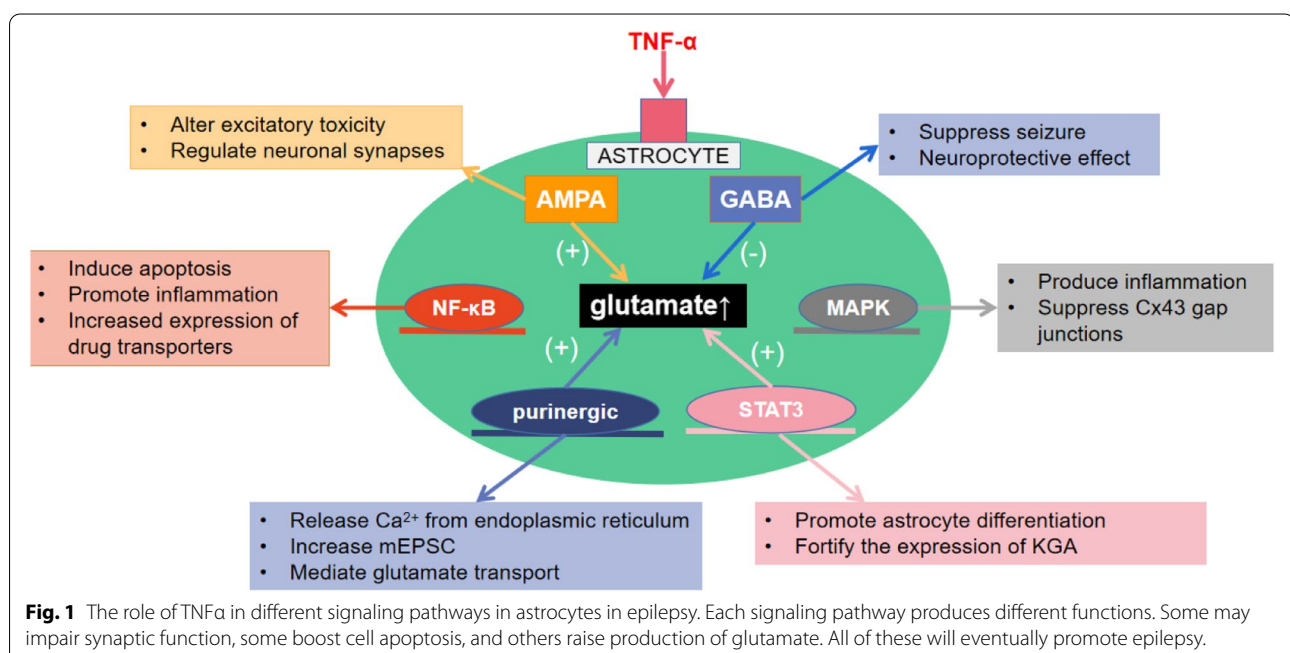 TNF-α
• Alter excitatory toxicity
• Regulate neuronal synapses
• Suppress seizure
• Neuroprotective effect
ASTROCYTE
AMPA
GABA
(+)
(-)
• Induce apoptosis
• Promote inflammation
• Increased expression of
drug transporters
NF-κB
glutamate↑
MAPK
• Produce inflammation
• Suppress Cx43 gap
junctions
(+)
(+)
purinergic
STAT3
• Release Ca²⁺ from endoplasmic reticulum
• Increase mEPSC
• Mediate glutamate transport
• Promote astrocyte differentiation
• Fortify the expression of KGA
Fig. 1 The role of TNFα in different signaling pathways in astrocytes in epilepsy. Each signaling pathway produces different functions. Some may
impair synaptic function, some boost cell apoptosis, and others raise production of glutamate. All of these will eventually promote epilepsy.